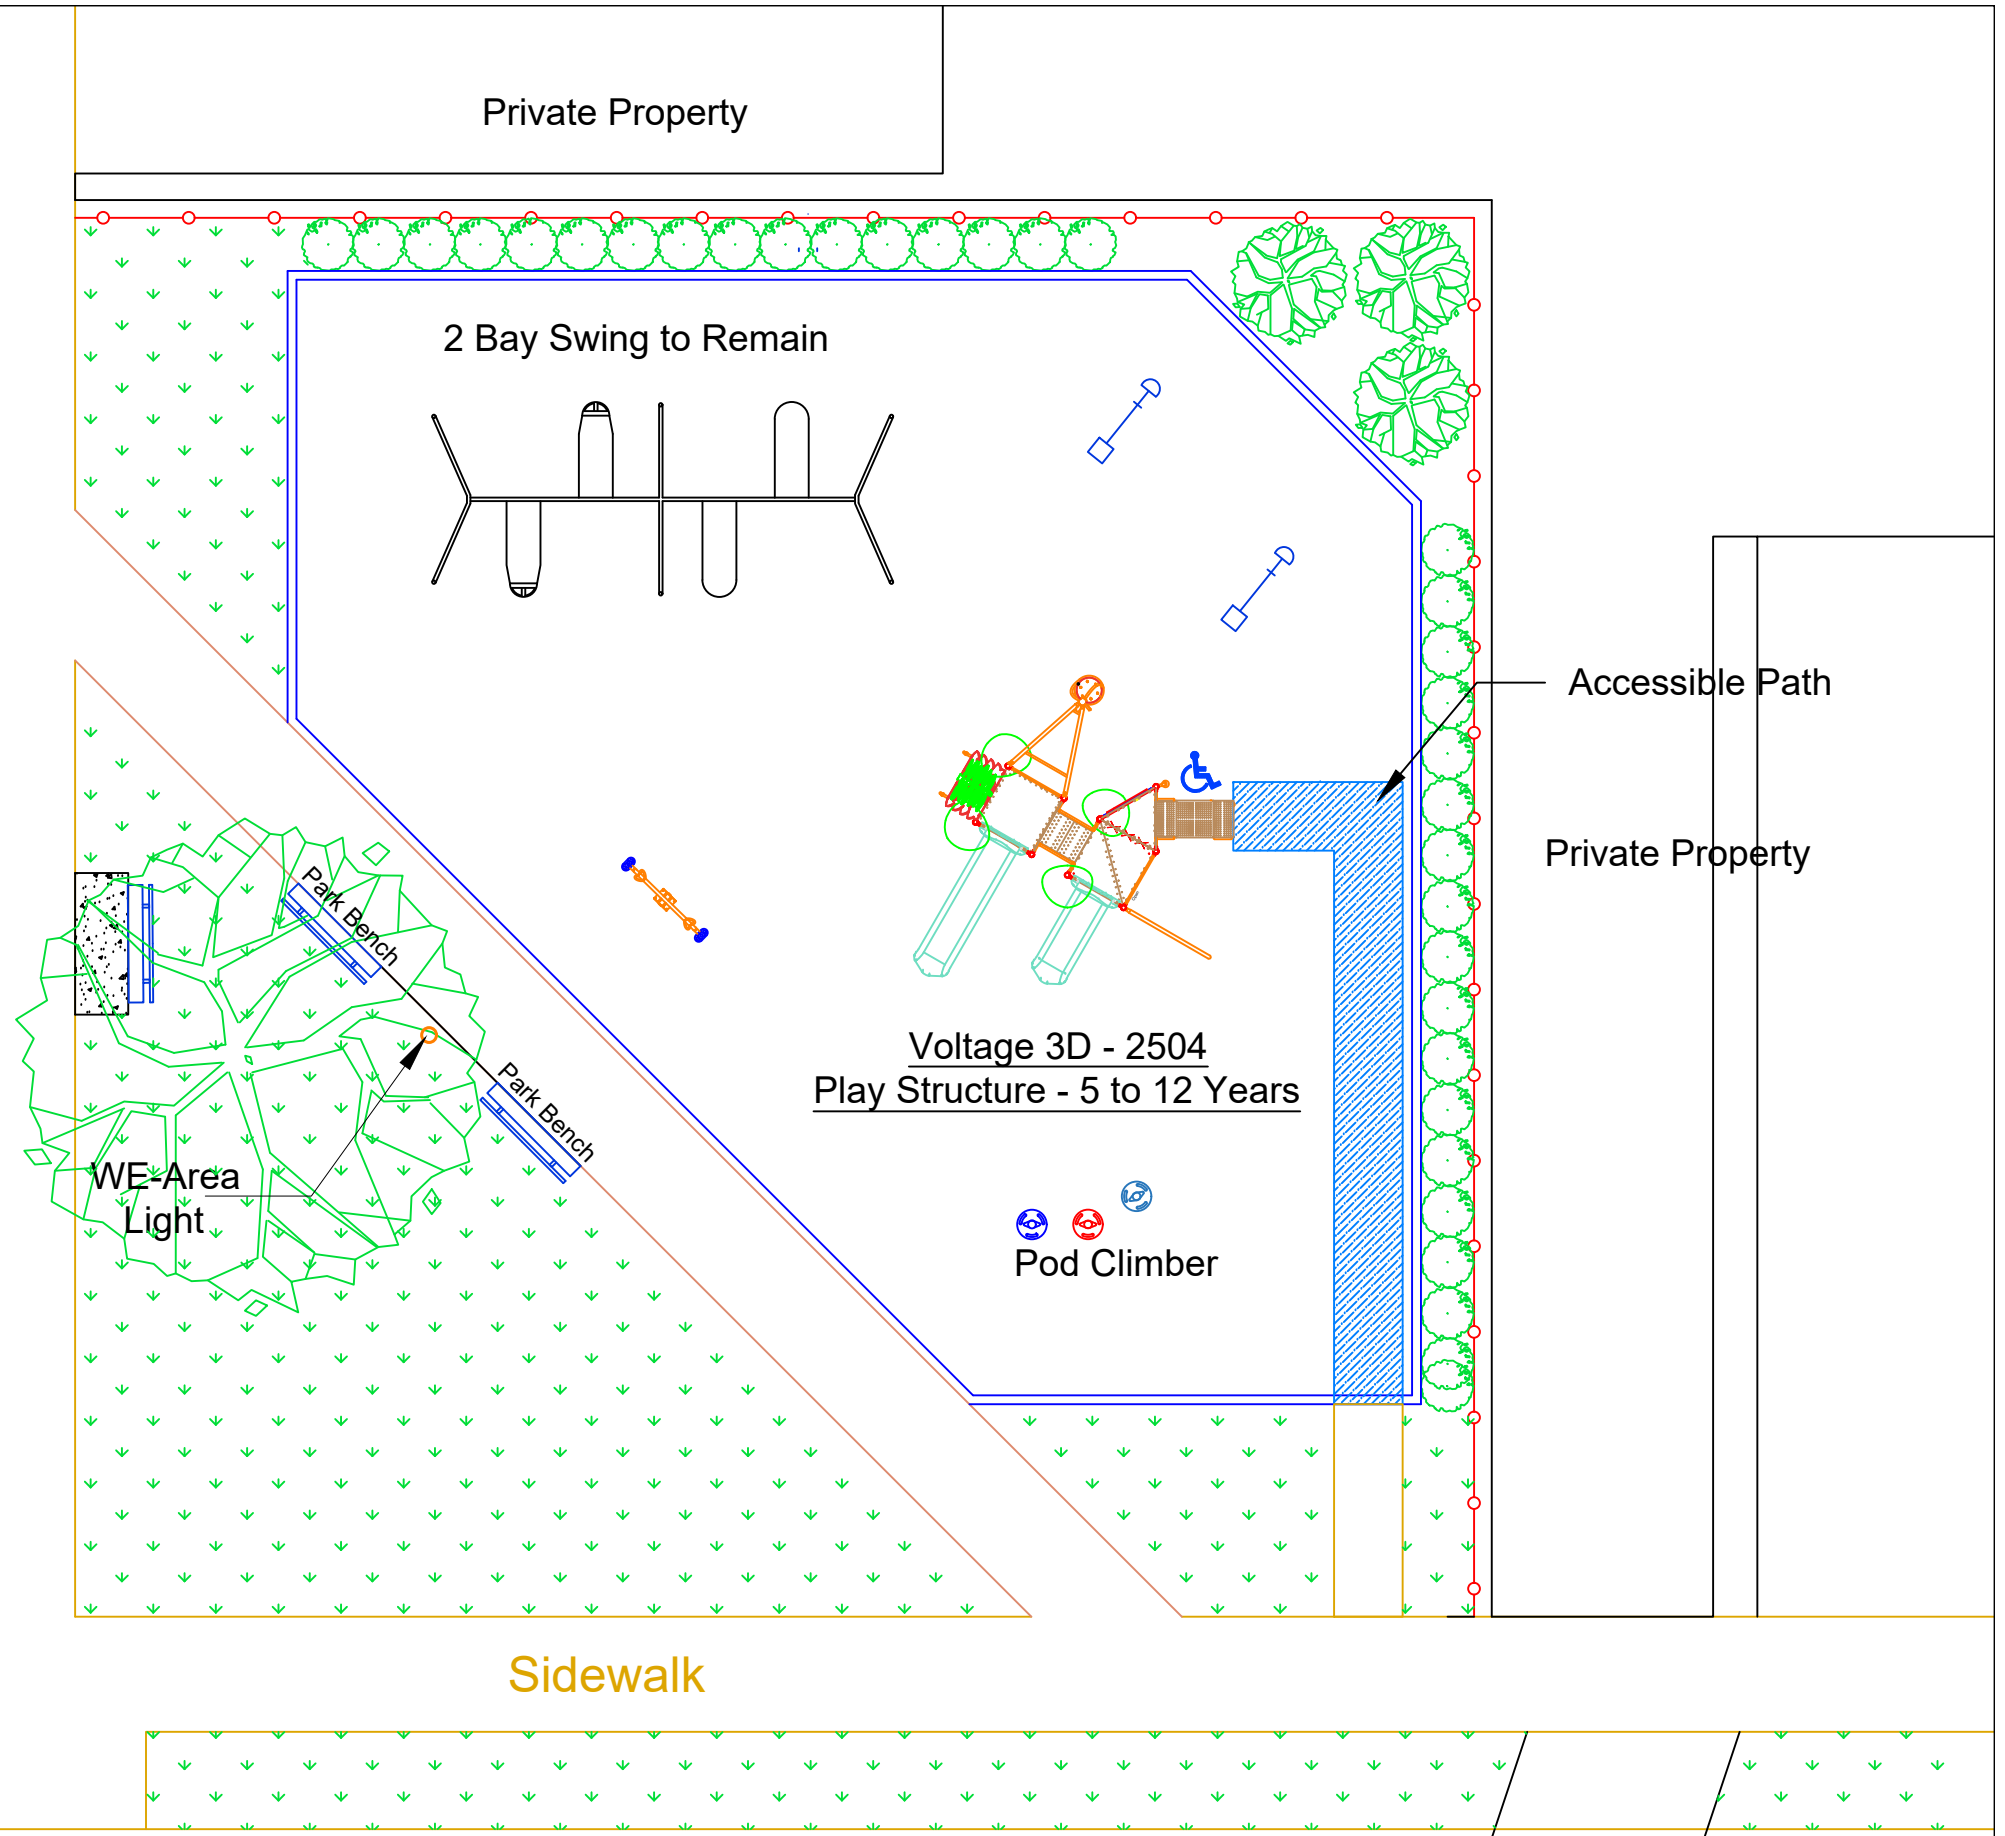 Private Property
2 Bay Swing to Remain
Accessible Path
Private Property
Park Bench
Voltage 3D - 2504
Play Structure - 5 to 12 Years
Park Bench
WE-Area
Light
Pod Climber
Sidewalk